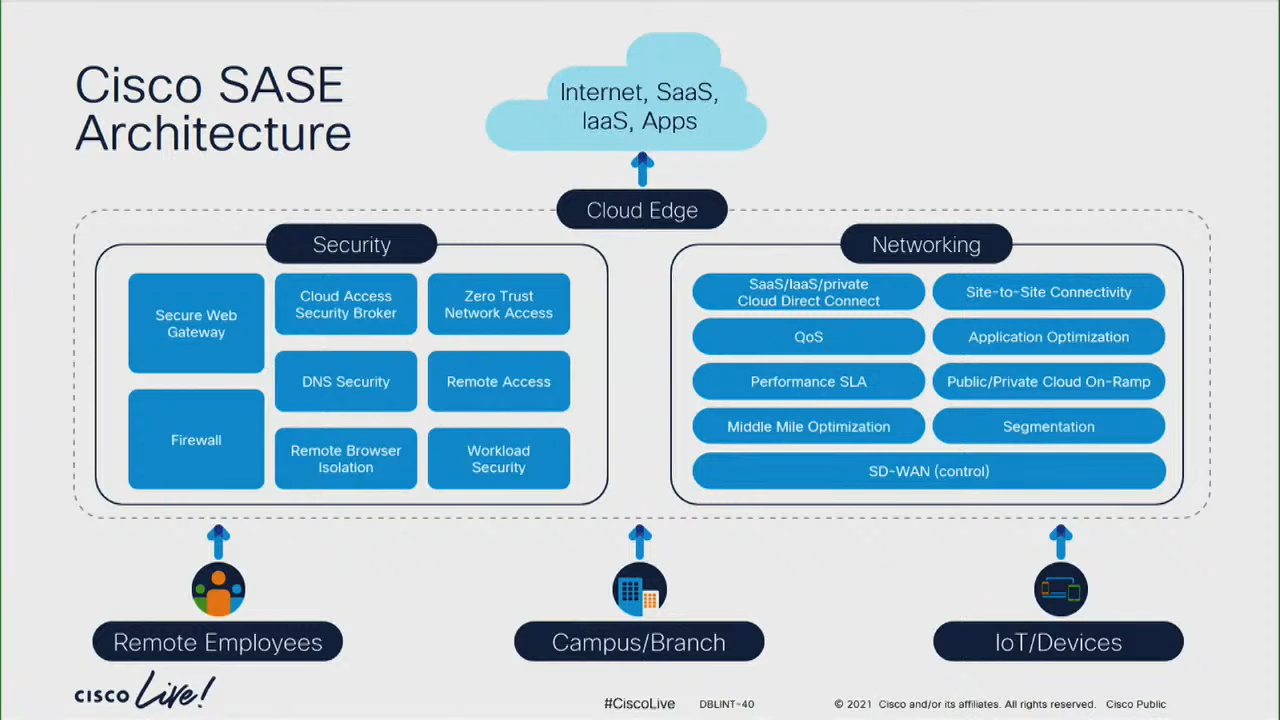 Cisco SASE
Architecture
Internet, SaaS,
IaaS, Apps
Cloud Edge
Security
Secure Web
Gateway
Firewall
Cloud Access
Security Broker
DNS Security
Remote Browser
Isolation
Zero Trust
Network Access
Remote Access
Workload
Security
Networking
SaaS/IaaS/private
Cloud Direct Connect
Site-to-Site Connectivity
QoS
Application Optimization
Performance SLA
Public/Private Cloud On-Ramp
Middle Mile Optimization
Segmentation
SD-WAN (control)
Remote Employees
Campus/Branch
IoT/Devices
CISCO Live!
#CiscoLive
DBLINT-40
© 2021 Cisco and/or its affiliates. All rights reserved. Cisco Public